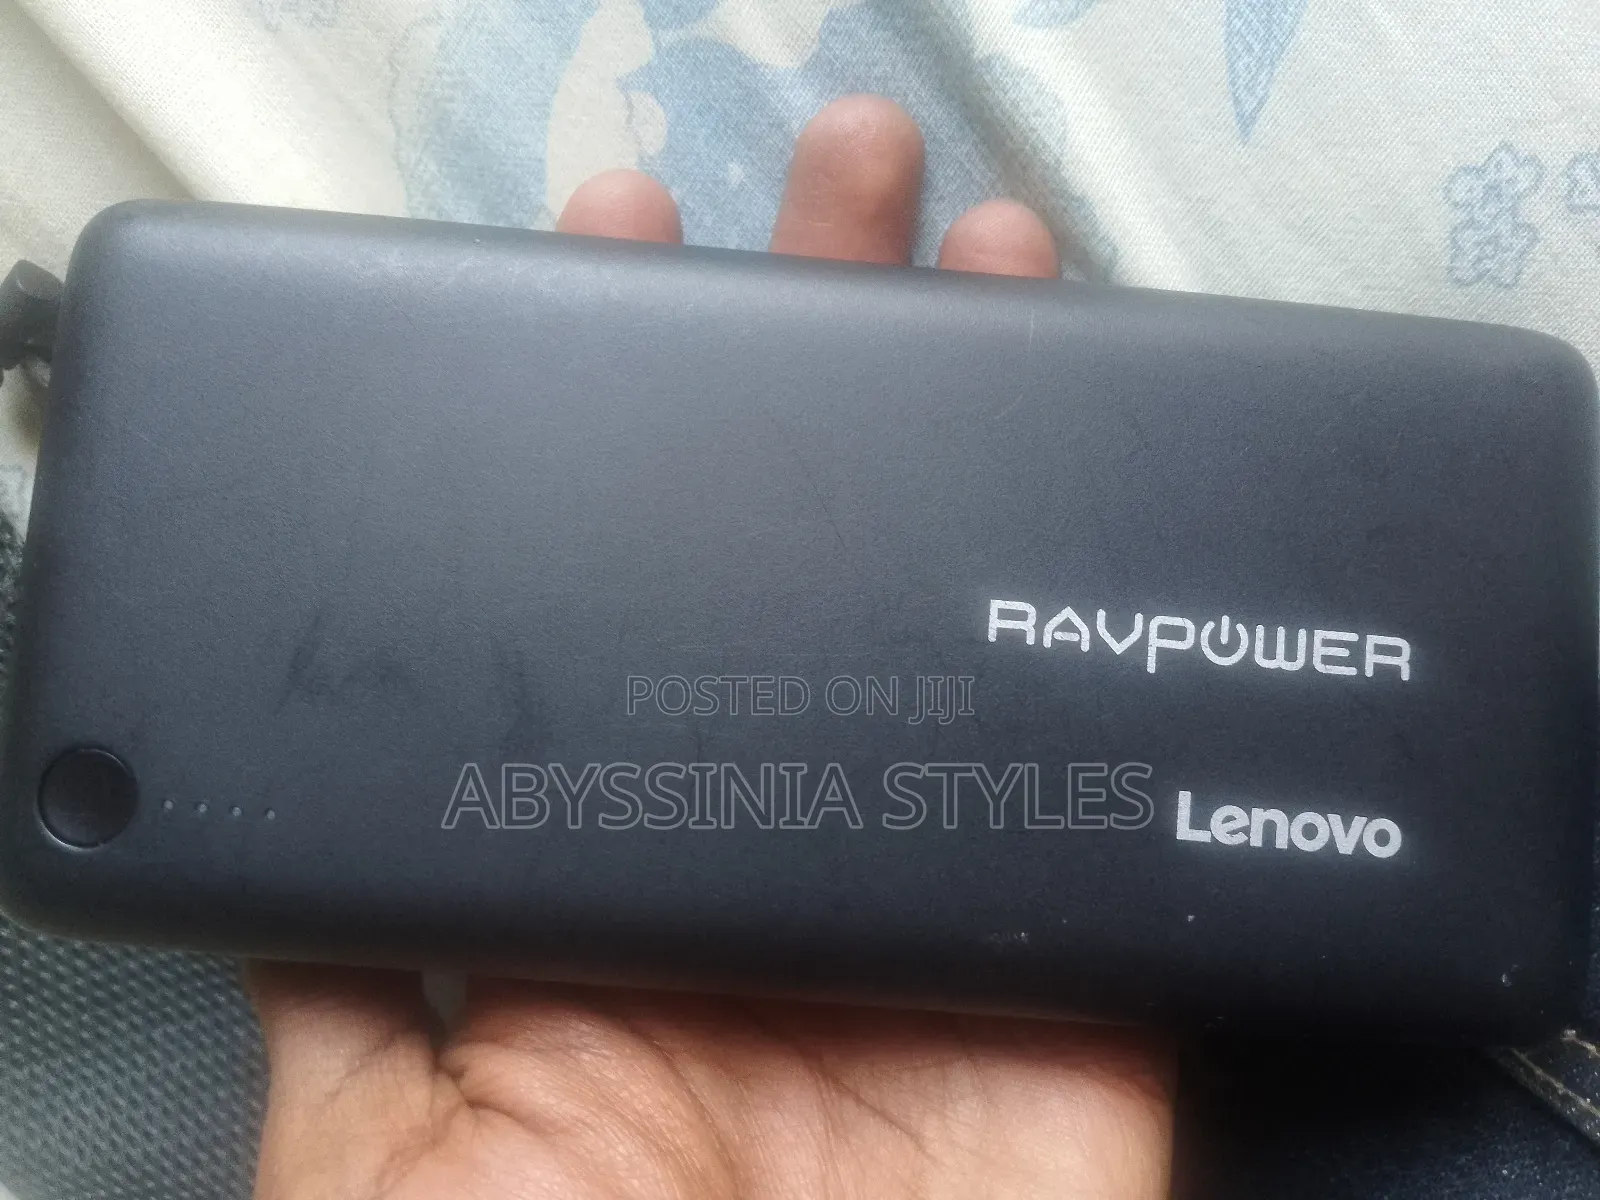 RAVPOWER
POSTED ON JIJI
ABYSSINIA STYLES
Lenovo